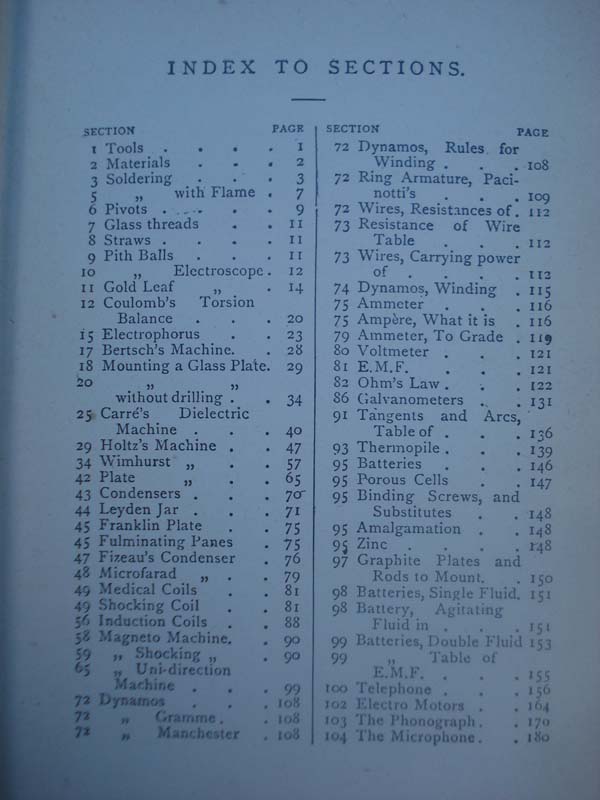 INDEX TO SECTIONS.
SECTION PAGE
1 Tools . . . . 1
2 Materials . . . 2
3 Soldering . . . 3
5 „ with Flame . 7
6 Pivots . . . . 9
7 Glass threads . . 11
8 Straws . . . . 11
9 Pith Balls . . . 11
10 „ Electroscope . 12
11 Gold Leaf „ . 14
12 Coulomb's Torsion
Balance . . . 20
15 Electrophorus . . 23
17 Bertsch's Machine. . 28
18 Mounting a Glass Plate. 29
20 „ „
without drilling . . 34
25 Carré's Dielectric
Machine . . . 40
29 Holtz's Machine . . 47
34 Wimhurst „ . 57
42 Plate „ . 65
43 Condensers . . . 70
44 Leyden Jar . . . 71
45 Franklin Plate . . 75
45 Fulminating Panes . 75
47 Fizeau's Condenser . 76
48 Microfarad „ . . 79
49 Medical Coils . . 81
49 Shocking Coil . . 81
56 Induction Coils . . 88
58 Magneto Machine. . 90
59 „ Shocking „ . 90
65 „ Uni-direction
Machine . . . 99
72 Dynamos . . . 108
72 „ Gramme . . 108
72 „ Manchester . 108
SECTION PAGE
72 Dynamos, Rules for
Winding . . . 108
72 Ring Armature, Paci-
notti's . . . 109
72 Wires, Resistances of . 112
73 Resistance of Wire
Table . . . 112
73 Wires, Carrying power
of . . . . 112
74 Dynamos, Winding . 115
75 Ammeter . . . 116
75 Ampère, What it is . 116
79 Ammeter, To Grade . 119
80 Voltmeter . . . 121
81 E.M.F. . . . 121
82 Ohm's Law . . . 122
86 Galvanometers . . 131
91 Tangents and Arcs,
Table of . . . 136
93 Thermopile . . . 139
95 Batteries . . . 146
95 Porous Cells . . 147
95 Binding Screws, and
Substitutes . . 148
95 Amalgamation . . 148
95 Zinc . . . . 148
97 Graphite Plates and
Rods to Mount. . 150
98 Batteries, Single Fluid. 151
98 Battery, Agitating
Fluid in . . . 151
99 Batteries, Double Fluid 153
99 „ Table of
E.M.F. . . . 155
100 Telephone . . . 156
102 Electro Motors . . 164
103 The Phonograph . . 170
104 The Microphone . . 180